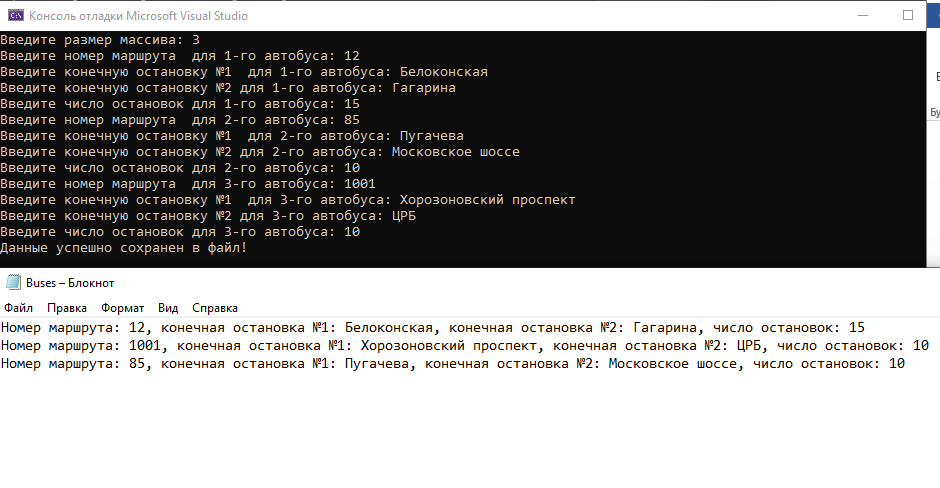 Консоль отладки Microsoft Visual Studio
Введите размер массива: 3
Введите номер маршрута  для 1-го автобуса: 12
Введите конечную остановку №1  для 1-го автобуса: Белоконская
Введите конечную остановку №2 для 1-го автобуса: Гагарина
Введите число остановок для 1-го автобуса: 15
Введите номер маршрута  для 2-го автобуса: 85
Введите конечную остановку №1  для 2-го автобуса: Пугачева
Введите конечную остановку №2 для 2-го автобуса: Московское шоссе
Введите число остановок для 2-го автобуса: 10
Введите номер маршрута  для 3-го автобуса: 1001
Введите конечную остановку №1  для 3-го автобуса: Хорозоновский проспект
Введите конечную остановку №2 для 3-го автобуса: ЦРБ
Введите число остановок для 3-го автобуса: 10
Данные успешно сохранен в файл!
Buses – Блокнот
Файл Правка Формат Вид Справка
Номер маршрута: 12, конечная остановка №1: Белоконская, конечная остановка №2: Гагарина, число остановок: 15
Номер маршрута: 1001, конечная остановка №1: Хорозоновский проспект, конечная остановка №2: ЦРБ, число остановок: 10
Номер маршрута: 85, конечная остановка №1: Пугачева, конечная остановка №2: Московское шоссе, число остановок: 10